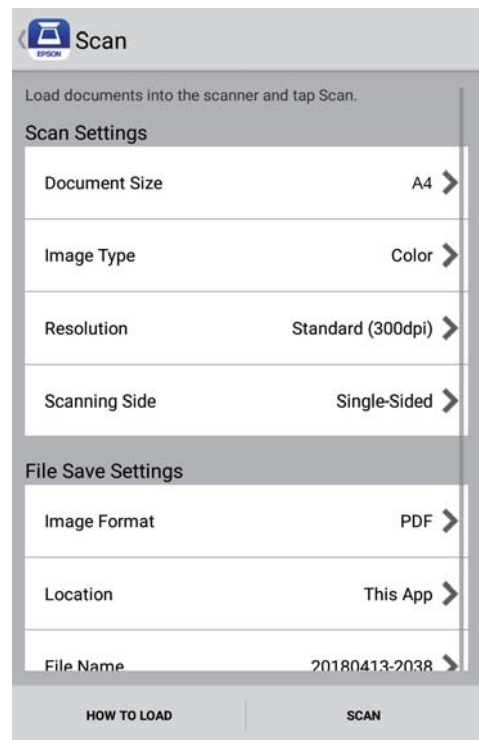 EPSON
Scan
Load documents into the scanner and tap Scan.
Scan Settings
Document Size A4
Image Type Color
Resolution Standard (300dpi)
Scanning Side Single-Sided
File Save Settings
Image Format PDF
Location This App
File Name 20180413-2038
HOW TO LOAD SCAN